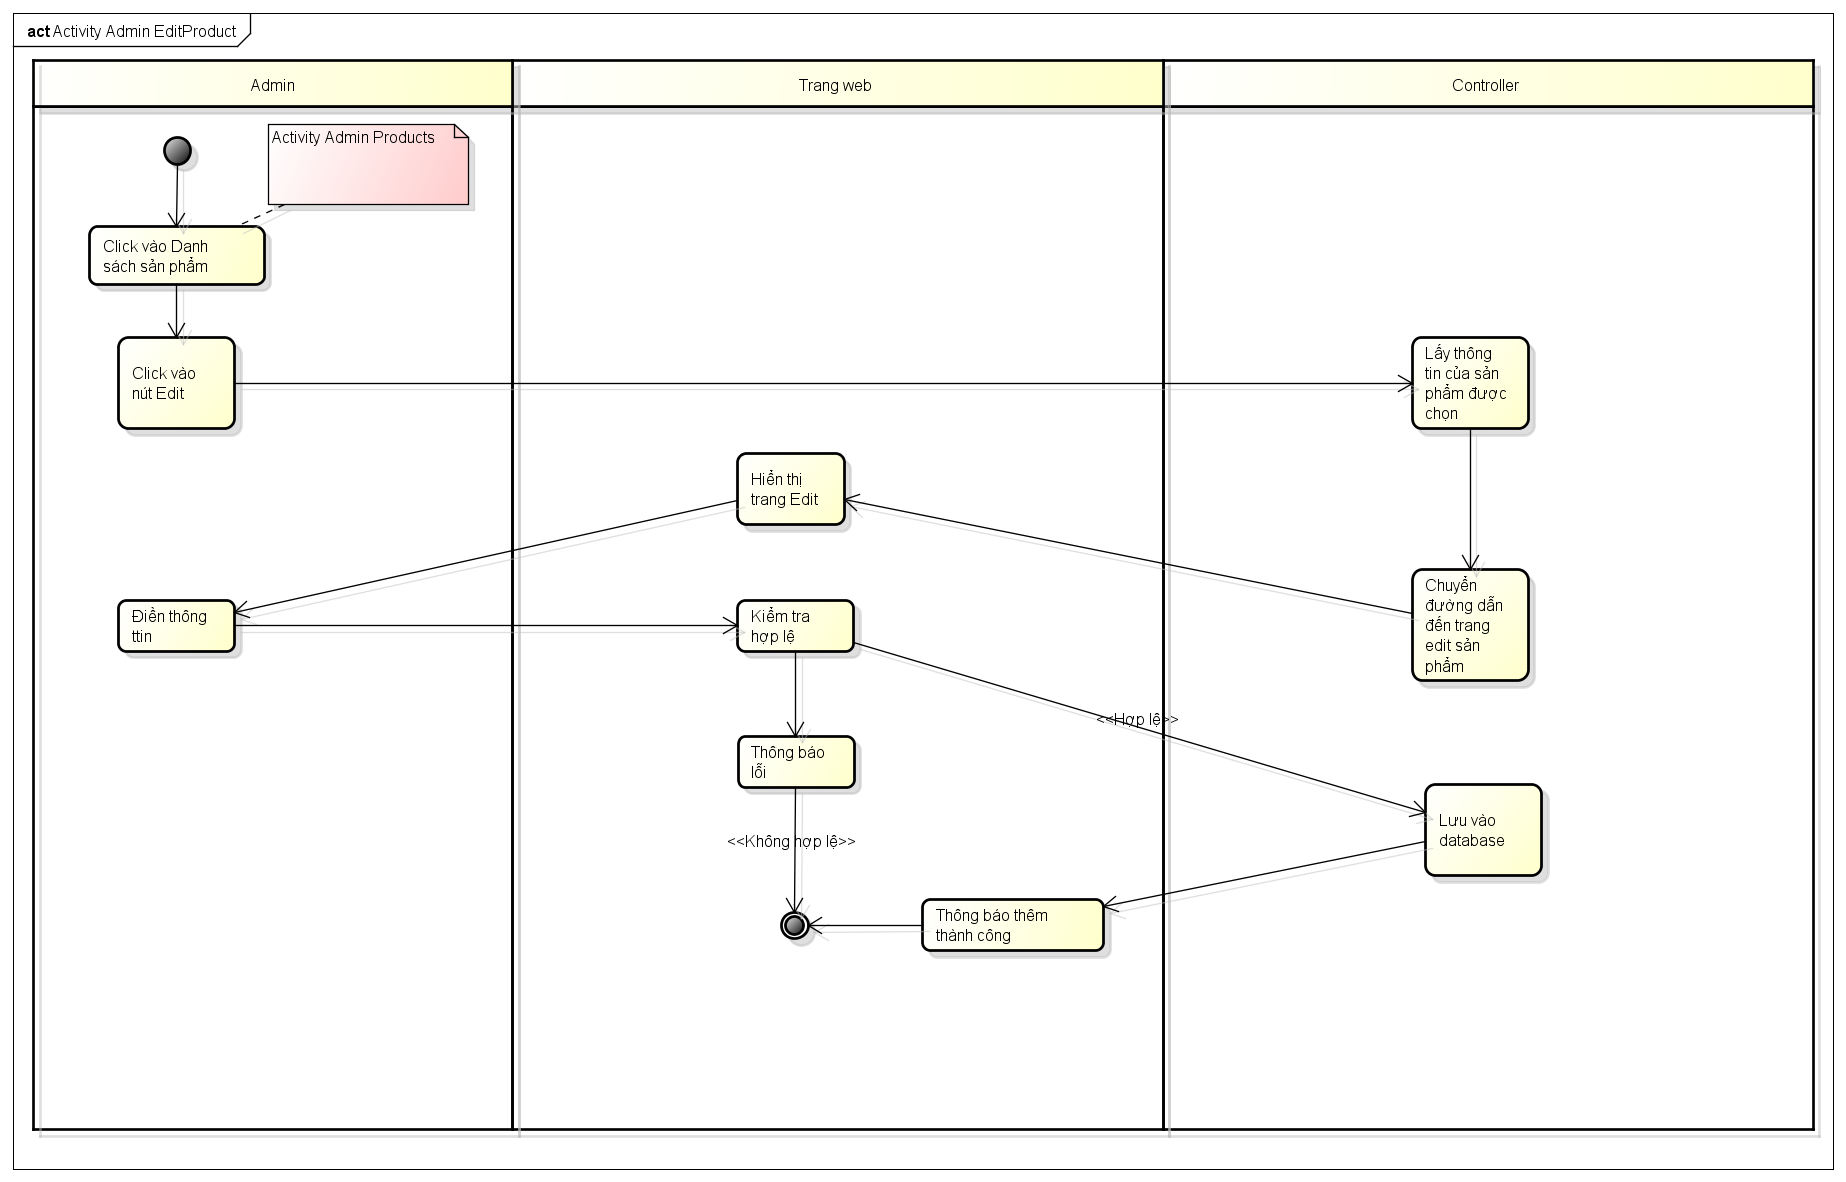 act Activity Admin EditProduct
Admin
Trang web
Controller
Activity Admin Products
Click vào Danh
sách sản phẩm
Click vào
nút Edit
Lấy thông
tin của sản
phẩm được
chọn
Hiển thị
trang Edit
Chuyển
đường dẫn
đến trang
edit sản
phẩm
Điền thông
ttin
Kiểm tra
hợp lệ
<<Hợp lệ>>
Thông báo
lỗi
Lưu vào
database
<<Không hợp lệ>>
Thông báo thêm
thành công